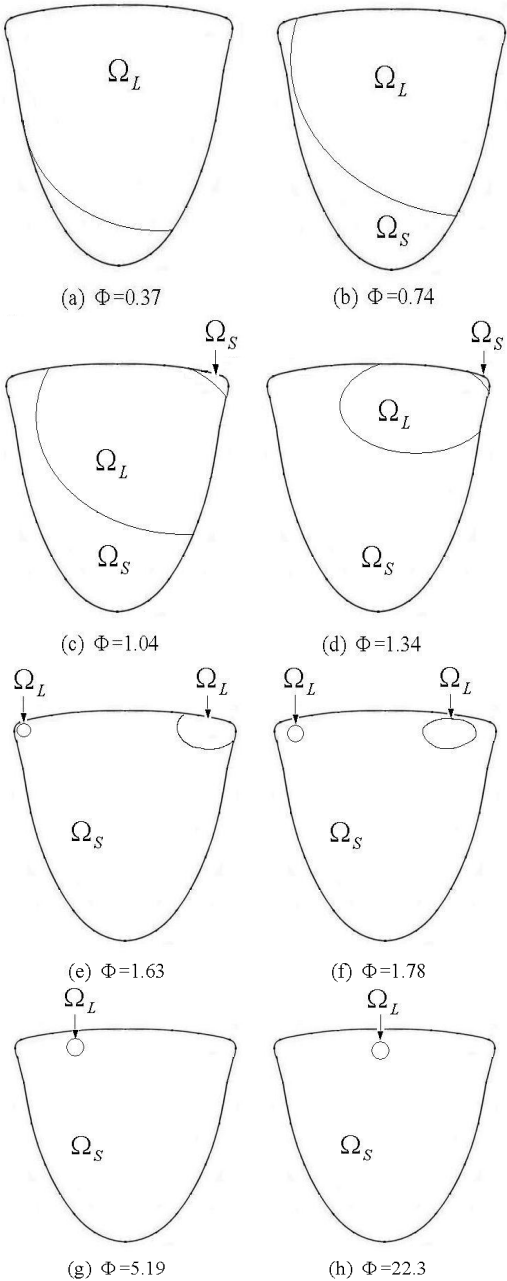 Ω_L
Ω_L
Ω_S
(a) Φ=0.37
(b) Φ=0.74
Ω_S
Ω_S
Ω_L
Ω_L
Ω_S
Ω_S
(c) Φ=1.04
(d) Φ=1.34
Ω_L
Ω_L
Ω_L
Ω_L
Ω_S
Ω_S
(e) Φ=1.63
(f) Φ=1.78
Ω_L
Ω_L
Ω_S
Ω_S
(g) Φ=5.19
(h) Φ=22.3